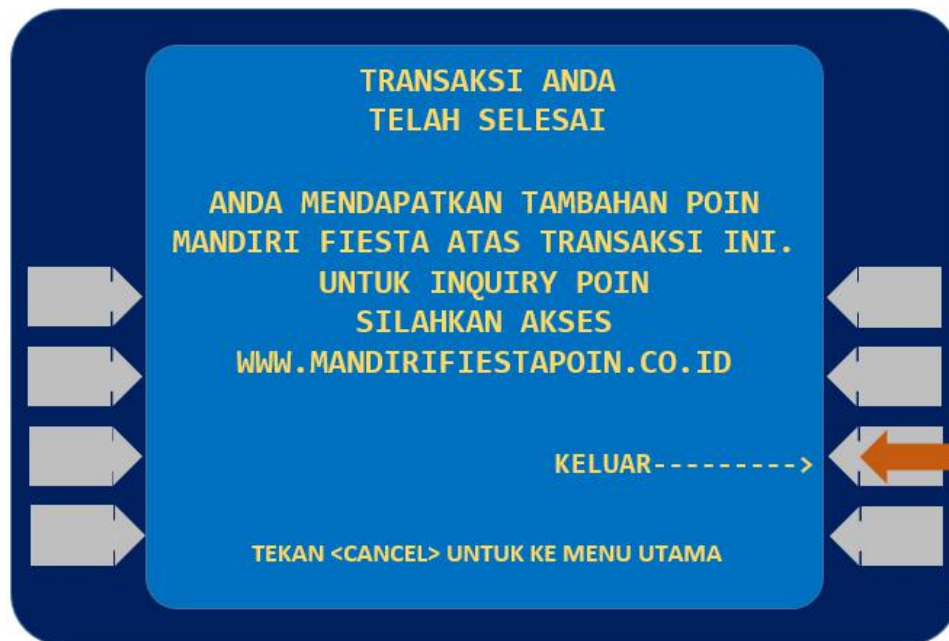 TRANSAKSI ANDA
TELAH SELESAI
ANDA MENDAPATKAN TAMBAHAN POIN
MANDIRI FIESTA ATAS TRANSAKSI INI.
UNTUK INQUIRY POIN
SILAHKAN AKSES
WWW.MANDIRIFIESTAPOIN.CO.ID
KELUAR--------->
TEKAN <CANCEL> UNTUK KE MENU UTAMA